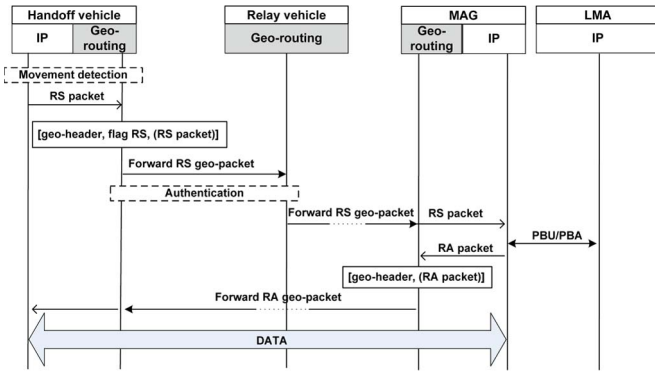 Handoff vehicle
Relay vehicle
MAG
LMA
IP
Geo-
routing
Geo-routing
Geo-
routing
IP
IP
Movement detection
RS packet
[geo-header, flag RS, (RS packet)]
Forward RS geo-packet
Authentication
Forward RS geo-packet
RS packet
PBU/PBA
RA packet
[geo-header, (RA packet)]
Forward RA geo-packet
DATA